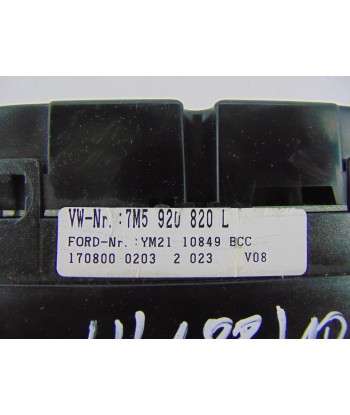 VW-Nr.:7M5 920 820 L
FORD-Nr.:YM21 10849 BCC
170800 0203 2 023 V08